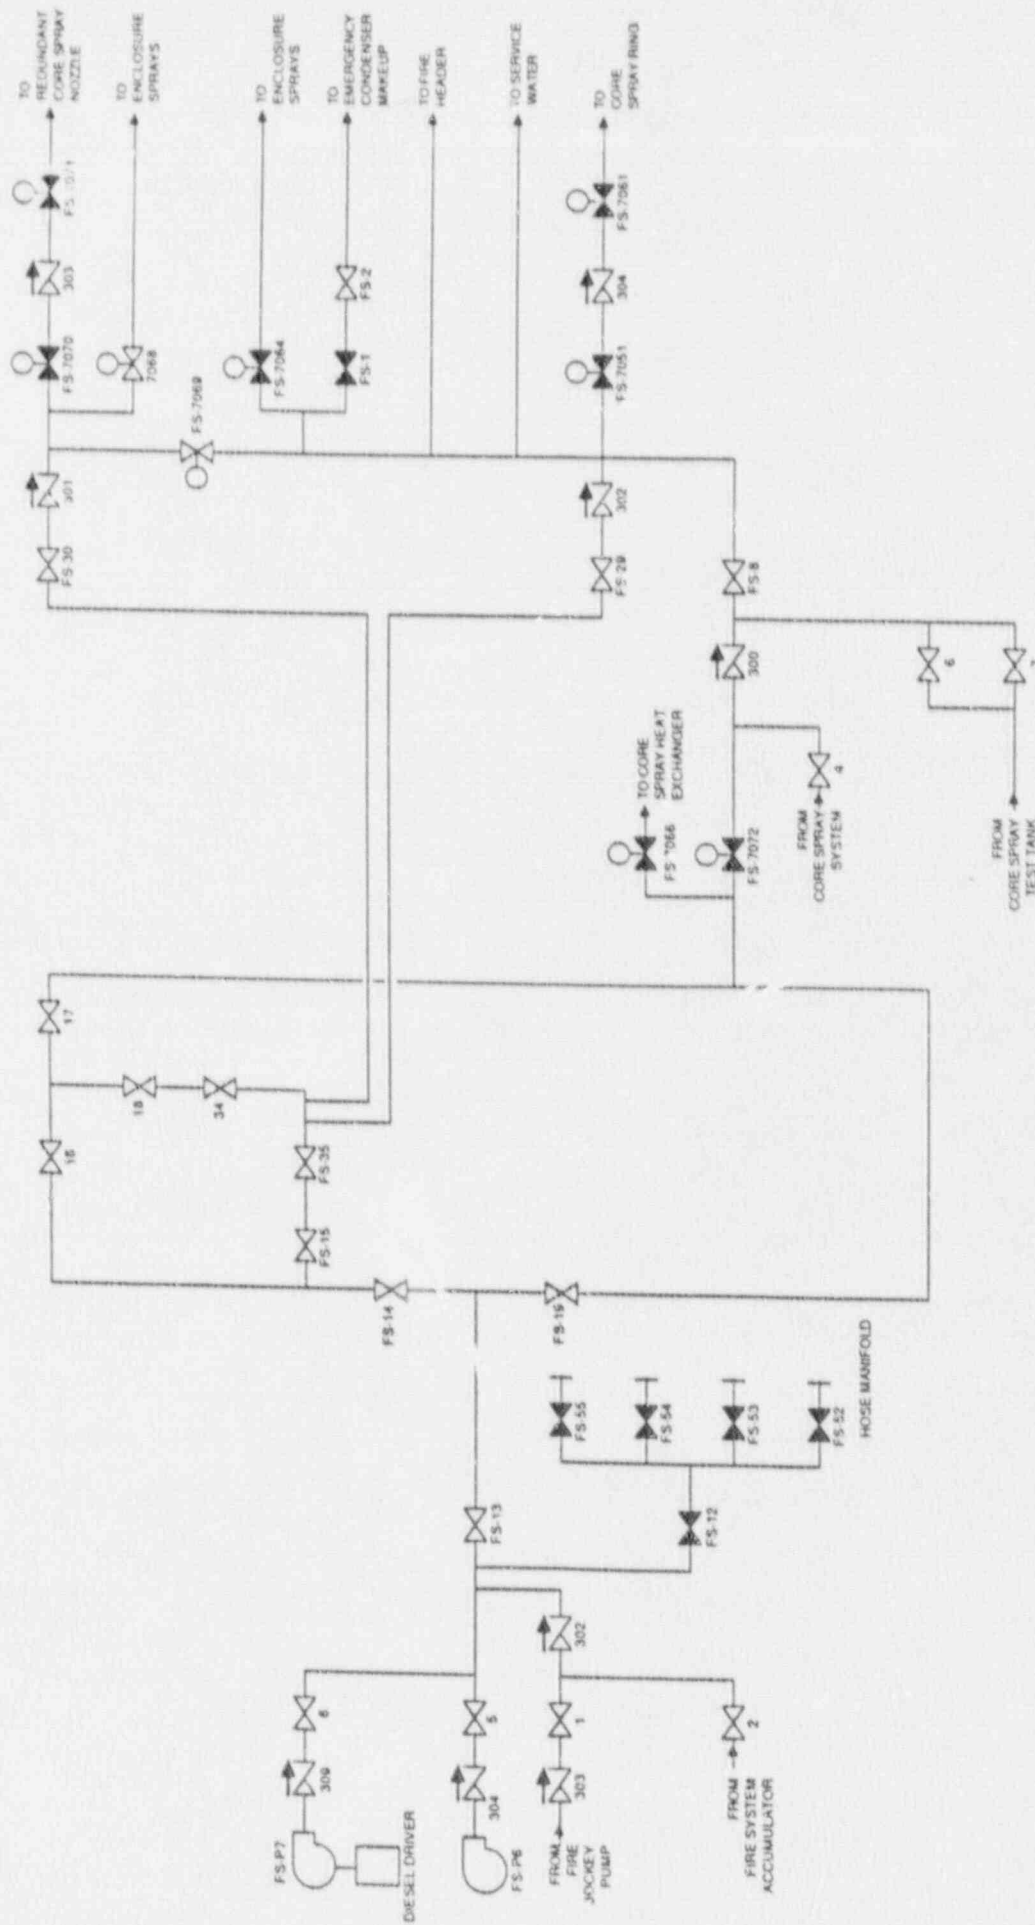 TO
REDUNDANT
CORE SPRAY
NOZZLE
TO
ENCLOSURE
SPRAYS
TO
ENCLOSURE
SPRAYS
TO
EMERGENCY
CONDENSER
MAKEUP
TO FIRE
HEADER
TO SERVICE
WATER
TO
CORE
SPRAY RING
FS-7071
303
FS-7070
7068
FS-7064
FS-2
FS-1
FS-7069
FS-7061
304
FS-7051
301
FS-30
302
FS-29
FS-8
300
6
7
TO CORE
SPRAY HEAT
EXCHANGER
FS-7066
FS-7072
4
FROM
CORE SPRAY
SYSTEM
FROM
CORE SPRAY
TEST TANK
17
18
34
16
FS-35
FS-15
FS-14
FS-19
FS-55
FS-54
FS-53
FS-52
HOSE MANIFOLD
FS-13
FS-12
302
6
309
FS-P7
DIESEL DRIVER
5
304
FS-P6
1
303
FROM
FIRE
JOCKEY
PUMP
2
FROM
FIRE SYSTEM
ACCUMULATOR